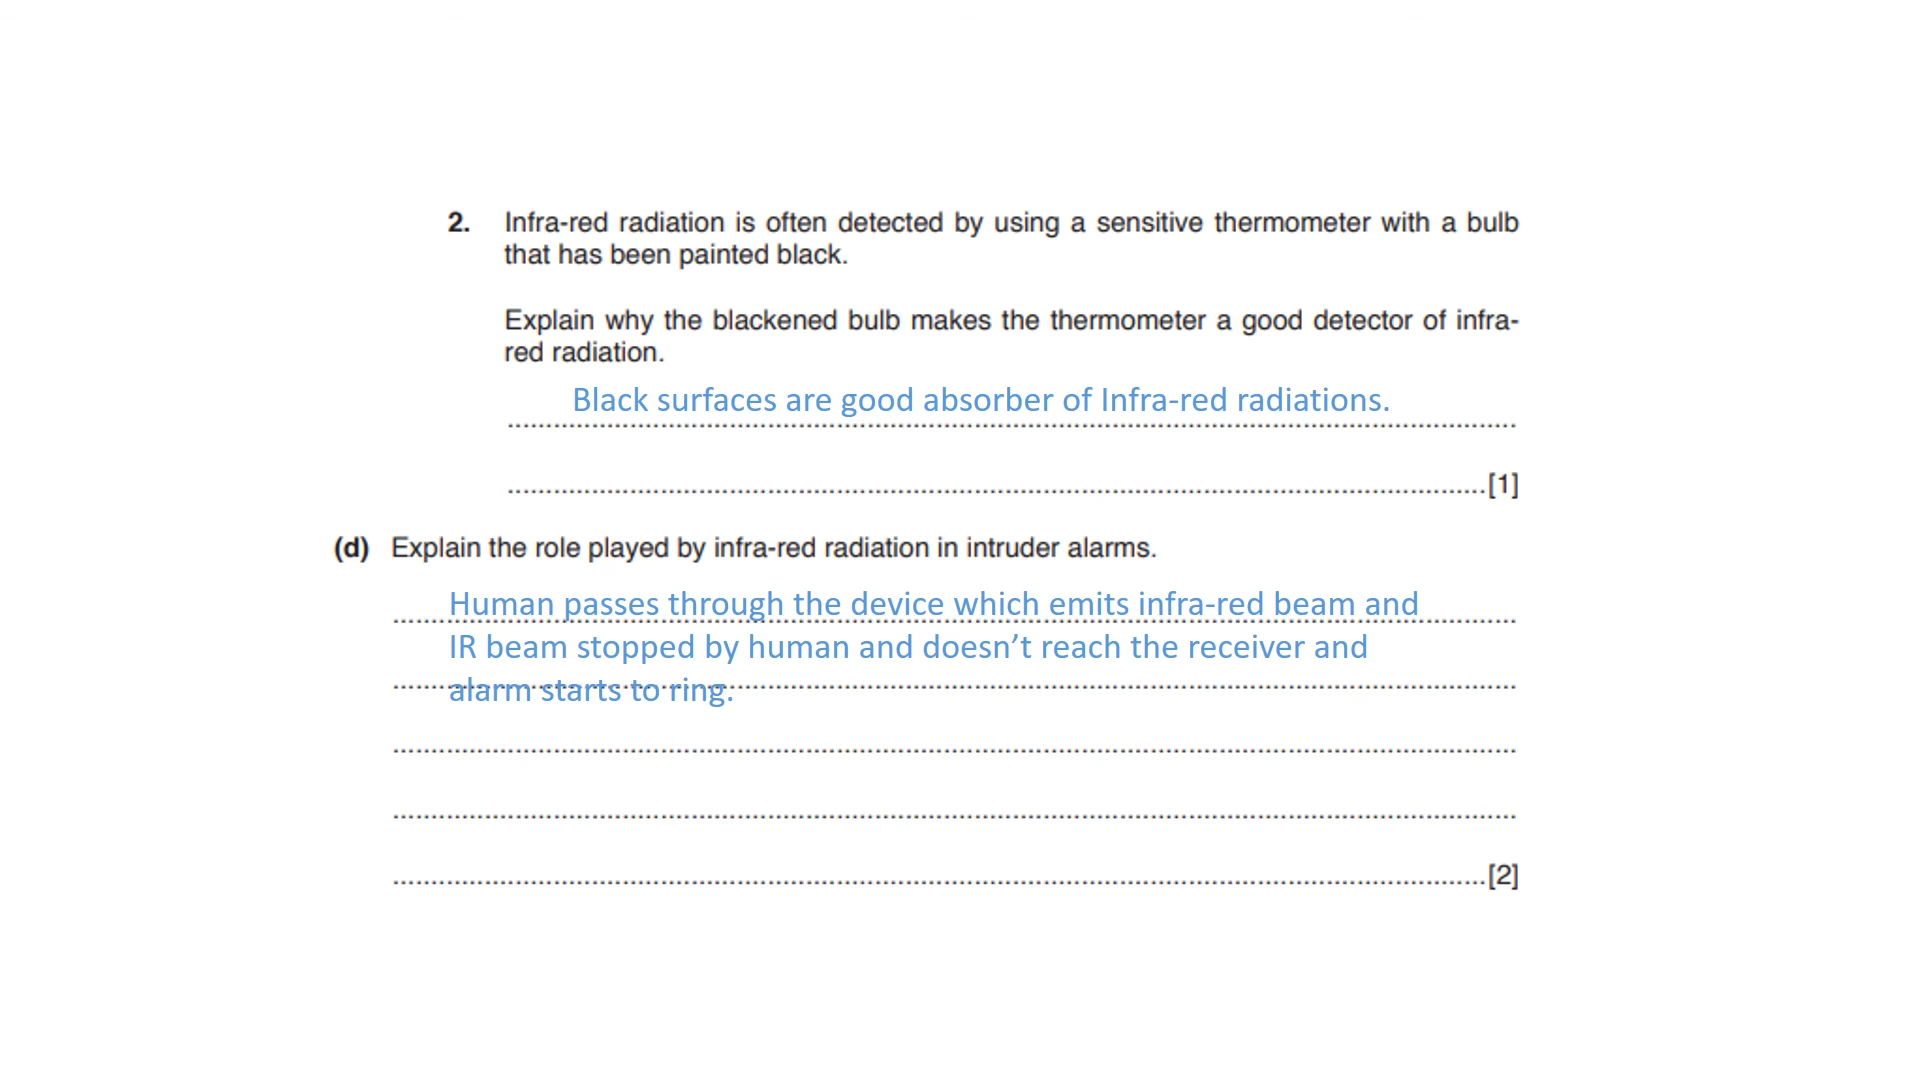 2. Infra-red radiation is often detected by using a sensitive thermometer with a bulb
that has been painted black.
Explain why the blackened bulb makes the thermometer a good detector of infra-
red radiation.
Black surfaces are good absorber of Infra-red radiations.
[1]
(d) Explain the role played by infra-red radiation in intruder alarms.
Human passes through the device which emits infra-red beam and
IR beam stopped by human and doesn’t reach the receiver and
alarm starts to ring.
[2]